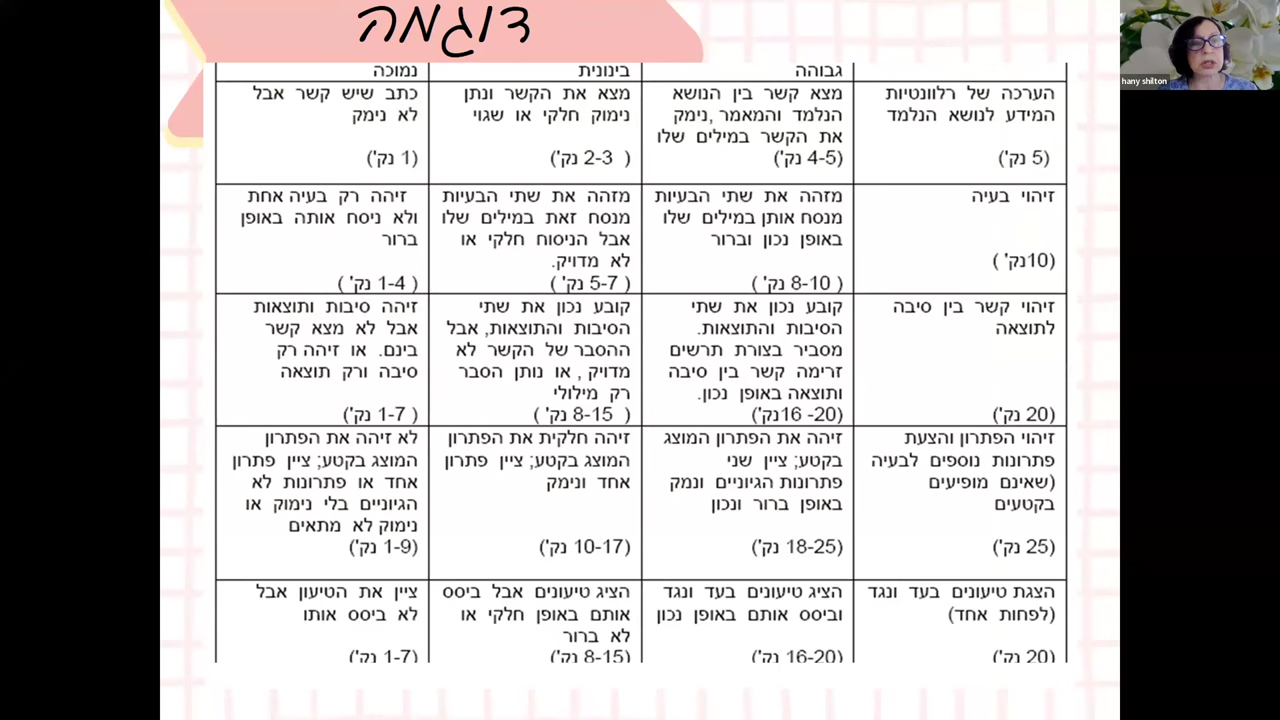 דוגמה
גבוהה
בינונית
נמוכה
הערכה של רלוונטיות
המידע לנושא הנלמד
(5 נק')
מצא קשר בין הנושא
הנלמד והמאמר ,נימק
את הקשר במילים שלו
(4-5 נק')
מצא את הקשר ונתן
נימוק חלקי או שגוי
( 2-3 נק')
כתב שיש קשר אבל
לא נימק
(1 נק')
זיהוי בעיה
(10נק' )
מזהה את שתי הבעיות
מנסח אותן במילים שלו
באופן נכון וברור
( 8-10 נק' )
מזהה את שתי הבעיות
מנסח זאת במילים שלו
אבל הניסוח חלקי או
לא מדויק.
( 5-7 נק' )
זיהה רק בעיה אחת
ולא ניסח אותה באופן
ברור
( 1-4 נק' )
זיהוי קשר בין סיבה
לתוצאה
(20 נק')
קובע נכון את שתי
הסיבות והתוצאות.
מסביר בצורת תרשים
זרימה קשר בין סיבה
ותוצאה באופן נכון.
(16 -20נק')
קובע נכון את שתי
הסיבות והתוצאות, אבל
ההסבר של הקשר לא
מדויק , או נותן הסבר
רק מילולי
( 8-15 נק' )
זיהה סיבות ותוצאות
אבל לא מצא קשר
בינם. או זיהה רק
סיבה ורק תוצאה
( 1-7 נק')
זיהוי הפתרון והצעת
פתרונות נוספים לבעיה
(שאינם מופיעים
בקטעים
(25 נק')
זיהה את הפתרון המוצג
בקטע; ציין שני
פתרונות הגיוניים ונמק
באופן ברור ונכון
(18-25 נק')
זיהה חלקית את הפתרון
המוצג בקטע; ציין פתרון
אחד ונימק
(10-17 נק')
לא זיהה את הפתרון
המוצג בקטע; ציין פתרון
אחד או פתרונות לא
הגיוניים בלי נימוק או
נימוק לא מתאים
(1-9 נק')
הצגת טיעונים בעד ונגד
(לפחות אחד)
(20 נק')
הציג טיעונים בעד ונגד
וביסס אותם באופן נכון
(16-20 נק')
הציג טיעונים אבל ביסס
אותם באופן חלקי או
לא ברור
(8-15 נק')
ציין את הטיעון אבל
לא ביסס אותו
(1-7 נק')
hany shilton